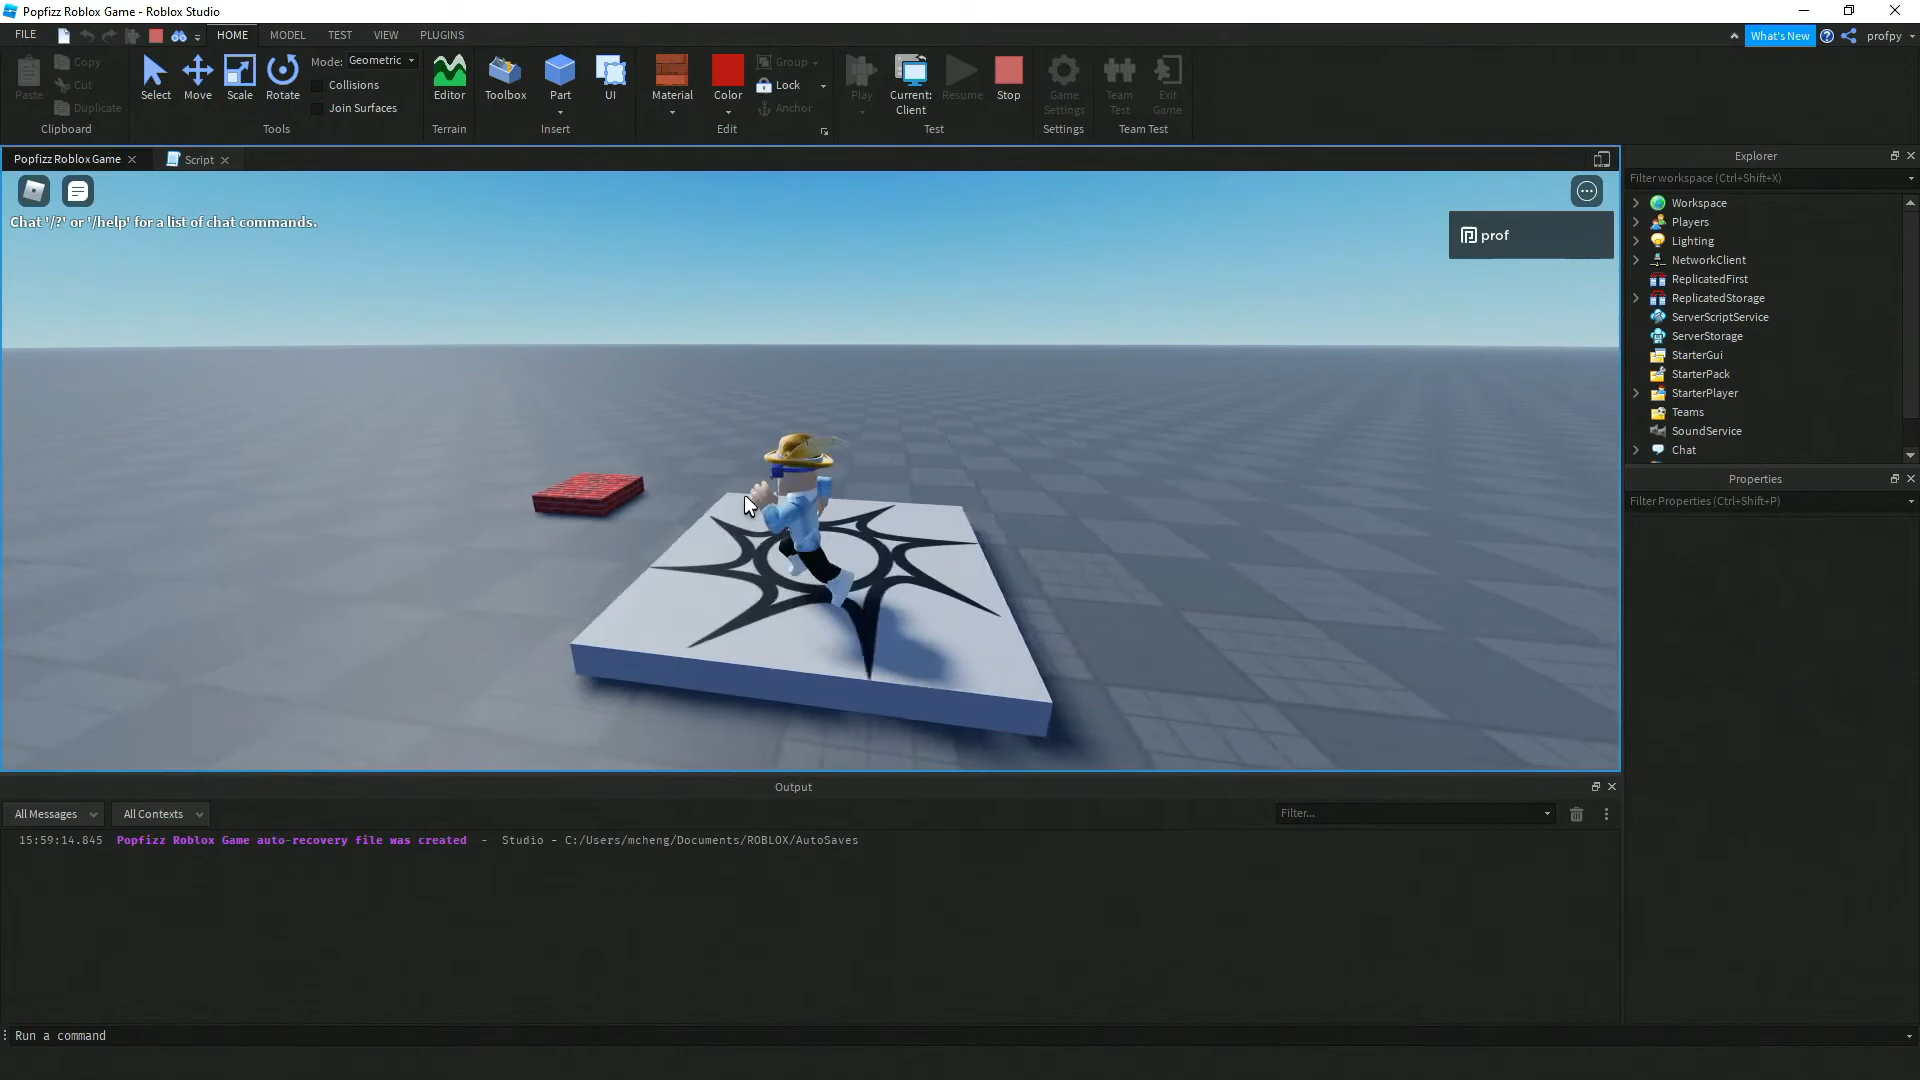 Popfizz Roblox Game - Roblox Studio
FILE HOME MODEL TEST VIEW PLUGINS What's New profpy
Paste Copy Cut Duplicate
Select Move Scale Rotate
Mode: Geometric
Collisions
Join Surfaces
Editor Toolbox Part UI
Material Color
Group
Lock
Anchor
Play Current: Client Resume Stop
Game Settings Team Test Exit Game
Clipboard Tools Terrain Insert Edit Test Settings Team Test
Popfizz Roblox Game Script
Chat '/?' or '/help' for a list of chat commands.
prof
Explorer
Filter workspace (Ctrl+Shift+X)
Workspace
Players
Lighting
NetworkClient
ReplicatedFirst
ReplicatedStorage
ServerScriptService
ServerStorage
StarterGui
StarterPack
StarterPlayer
Teams
SoundService
Chat
Properties
Filter Properties (Ctrl+Shift+P)
Output
All Messages All Contexts Filter...
15:59:14.845 Popfizz Roblox Game auto-recovery file was created - Studio - C:/Users/mcheng/Documents/ROBLOX/AutoSaves
Run a command